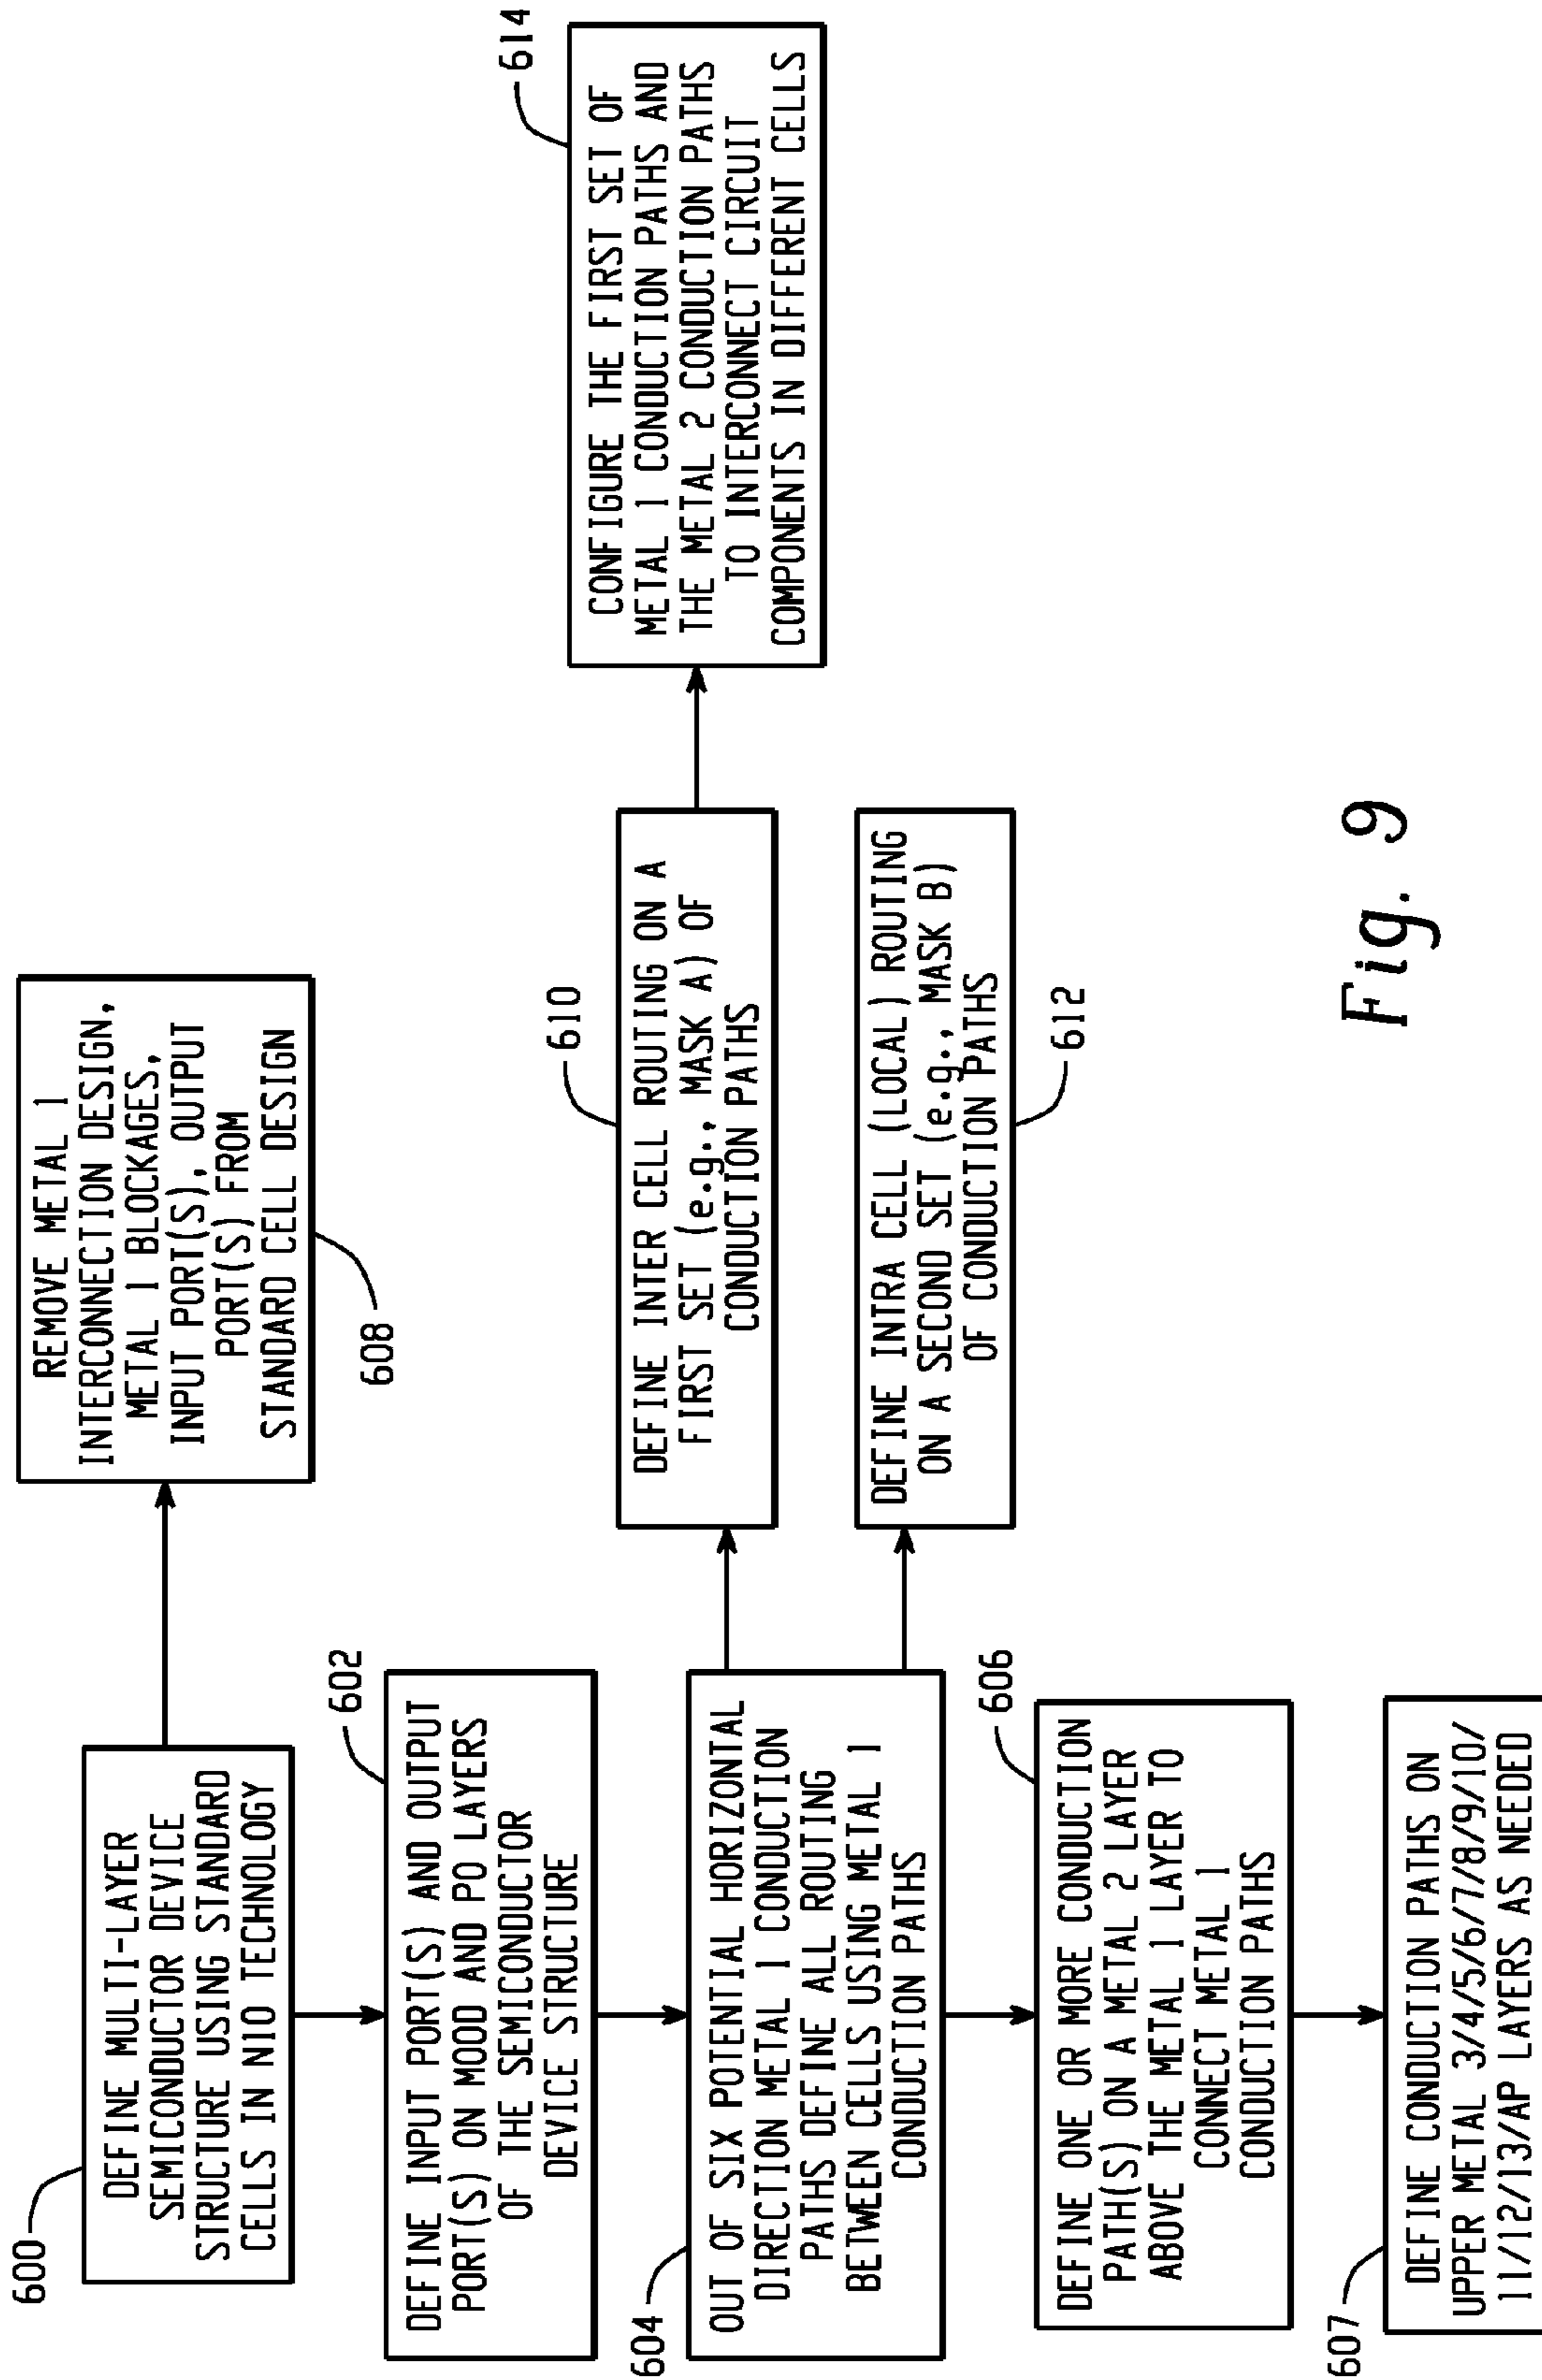 600
DEFINE MULTI-LAYER
SEMICONDUCTOR DEVICE
STRUCTURE USING STANDARD
CELLS IN N10 TECHNOLOGY
REMOVE METAL 1
INTERCONNECTION DESIGN,
METAL 1 BLOCKAGES,
INPUT PORT(S), OUTPUT
PORT(S) FROM
STANDARD CELL DESIGN
608
602
DEFINE INPUT PORT(S) AND OUTPUT
PORT(S) ON MOOD AND PO LAYERS
OF THE SEMICONDUCTOR
DEVICE STRUCTURE
604
OUT OF SIX POTENTIAL HORIZONTAL
DIRECTION METAL 1 CONDUCTION
PATHS DEFINE ALL ROUTING
BETWEEN CELLS USING METAL 1
CONDUCTION PATHS
610
DEFINE INTER CELL ROUTING ON A
FIRST SET (e.g., MASK A) OF
CONDUCTION PATHS
DEFINE INTRA CELL (LOCAL) ROUTING
ON A SECOND SET (e.g., MASK B)
OF CONDUCTION PATHS
612
614
CONFIGURE THE FIRST SET OF
METAL 1 CONDUCTION PATHS AND
THE METAL 2 CONDUCTION PATHS
TO INTERCONNECT CIRCUIT
COMPONENTS IN DIFFERENT CELLS
606
DEFINE ONE OR MORE CONDUCTION
PATH(S) ON A METAL 2 LAYER
ABOVE THE METAL 1 LAYER TO
CONNECT METAL 1
CONDUCTION PATHS
607
DEFINE CONDUCTION PATHS ON
UPPER METAL 3/4/5/6/7/8/9/10/
11/12/13/AP LAYERS AS NEEDED
Fig. 9